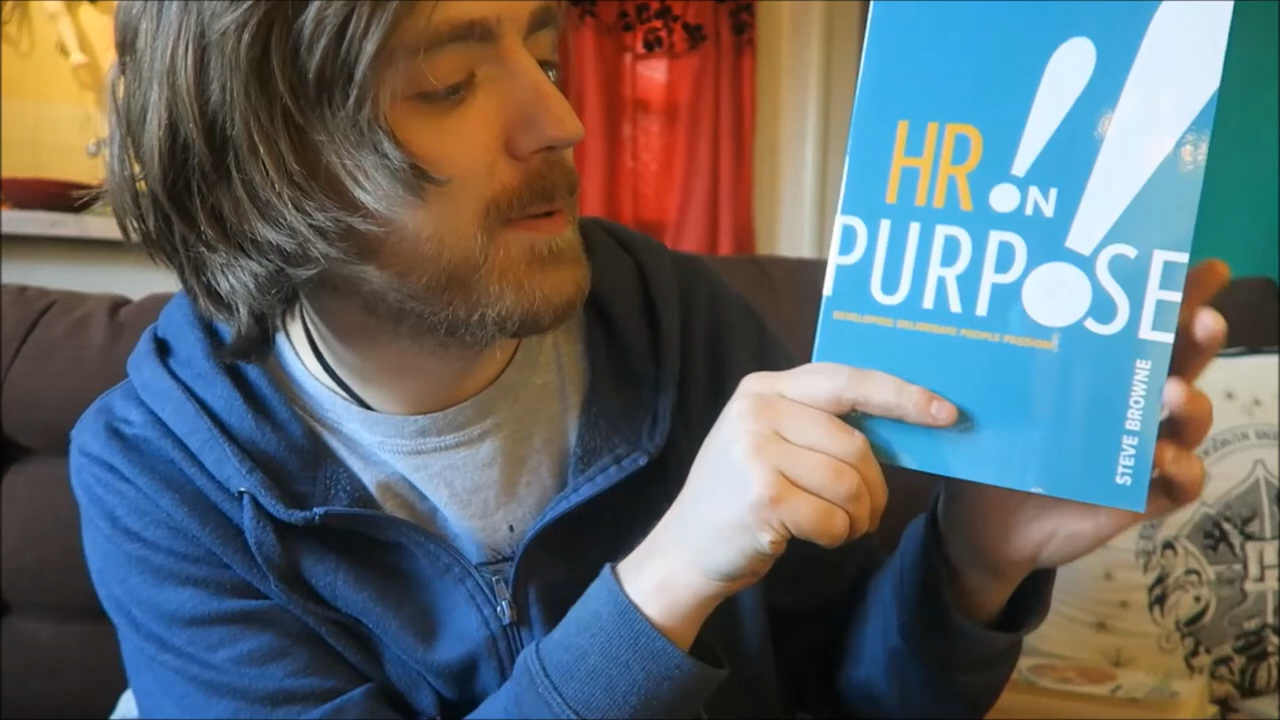 HR ON
PURPOSE
DEVELOPING DELIBERATE PEOPLE PASSION
STEVE BROWNE